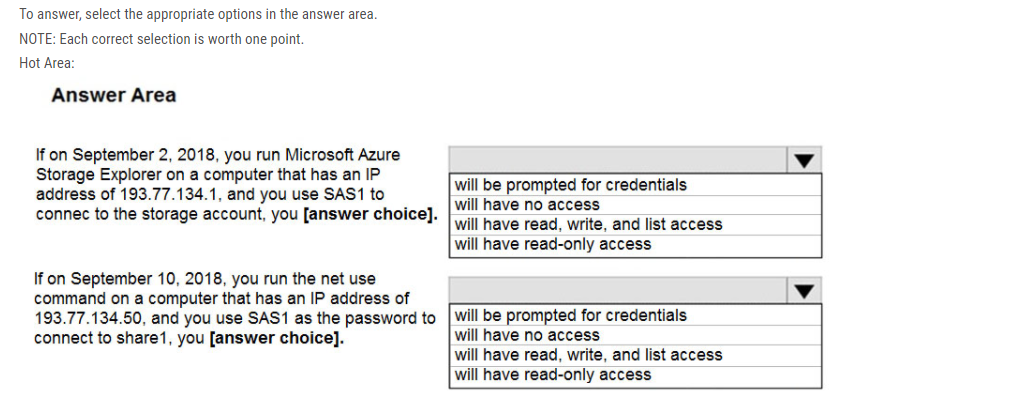 To answer, select the appropriate options in the answer area.
NOTE: Each correct selection is worth one point.
Hot Area:
Answer Area
If on September 2, 2018, you run Microsoft Azure
Storage Explorer on a computer that has an IP
address of 193.77.134.1, and you use SAS1 to
connec to the storage account, you [answer choice].
will be prompted for credentials
will have no access
will have read, write, and list access
will have read-only access
If on September 10, 2018, you run the net use
command on a computer that has an IP address of
193.77.134.50, and you use SAS1 as the password to
connect to share1, you [answer choice].
will be prompted for credentials
will have no access
will have read, write, and list access
will have read-only access